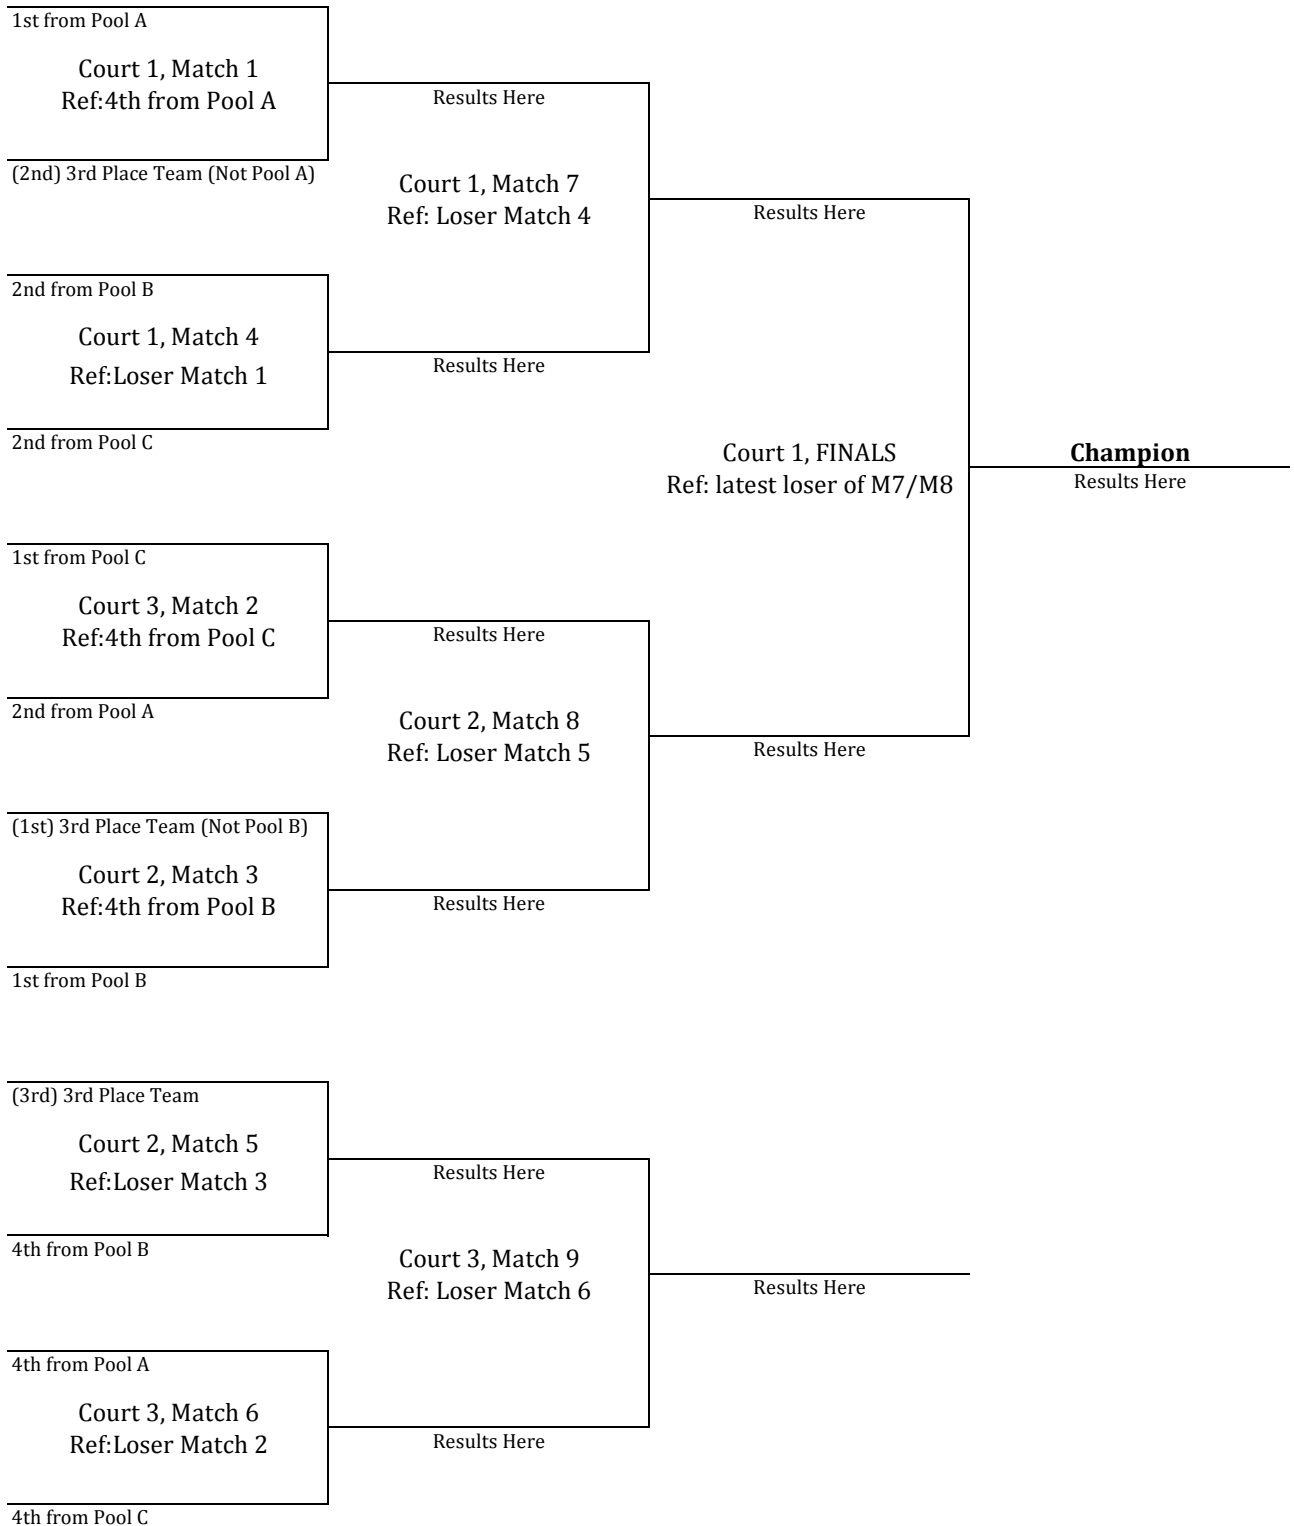 1st from Pool A
Court 1, Match 1
Ref:4th from Pool A
Results Here
(2nd) 3rd Place Team (Not Pool A)
Court 1, Match 7
Ref: Loser Match 4
Results Here
2nd from Pool B
Court 1, Match 4
Ref:Loser Match 1
Results Here
2nd from Pool C
Court 1, FINALS
Ref: latest loser of M7/M8
Champion
Results Here
1st from Pool C
Court 3, Match 2
Ref:4th from Pool C
Results Here
2nd from Pool A
Court 2, Match 8
Ref: Loser Match 5
Results Here
(1st) 3rd Place Team (Not Pool B)
Court 2, Match 3
Ref:4th from Pool B
Results Here
1st from Pool B
(3rd) 3rd Place Team
Court 2, Match 5
Ref:Loser Match 3
Results Here
4th from Pool B
Court 3, Match 9
Ref: Loser Match 6
Results Here
4th from Pool A
Court 3, Match 6
Ref:Loser Match 2
Results Here
4th from Pool C